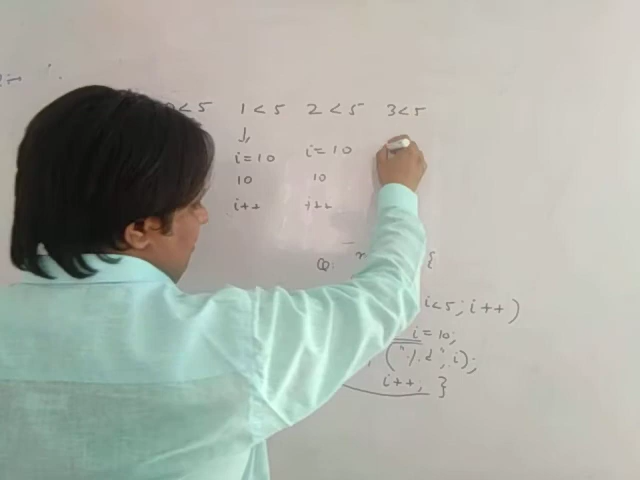 0<5 1<5 2<5 3<5
↓
i=10 i=10
10 10
i++ i++
Q: {
i<5; i++)
i=10;
("%d", i);
i++; }